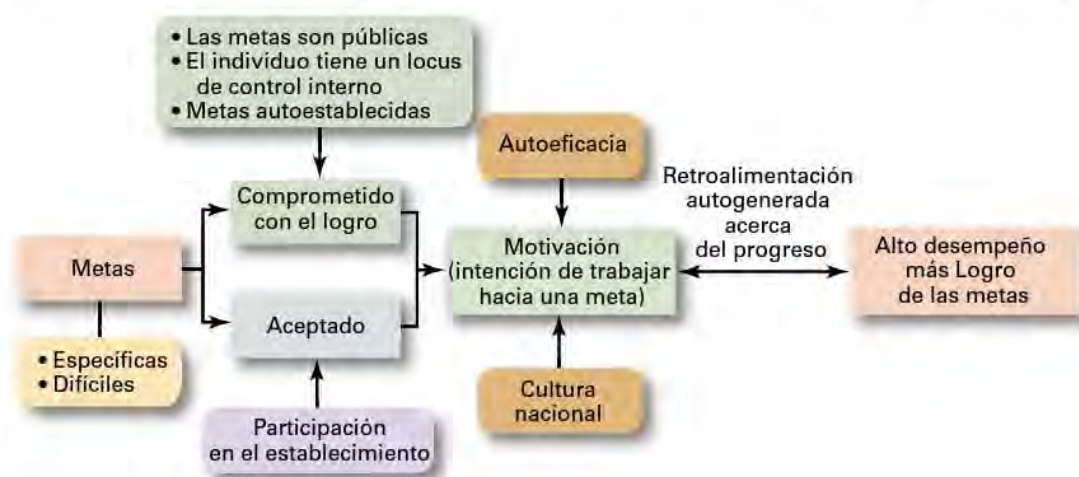 • Las metas son públicas
• El individuo tiene un locus
de control interno
• Metas autoestablecidas
Autoeficacia
Retroalimentación
autogenerada
acerca
del progreso
Comprometido
con el logro
Metas
Motivación
(intención de trabajar
hacia una meta)
Alto desempeño
más Logro
de las metas
Aceptado
• Específicas
• Difíciles
Cultura
nacional
Participación
en el establecimiento